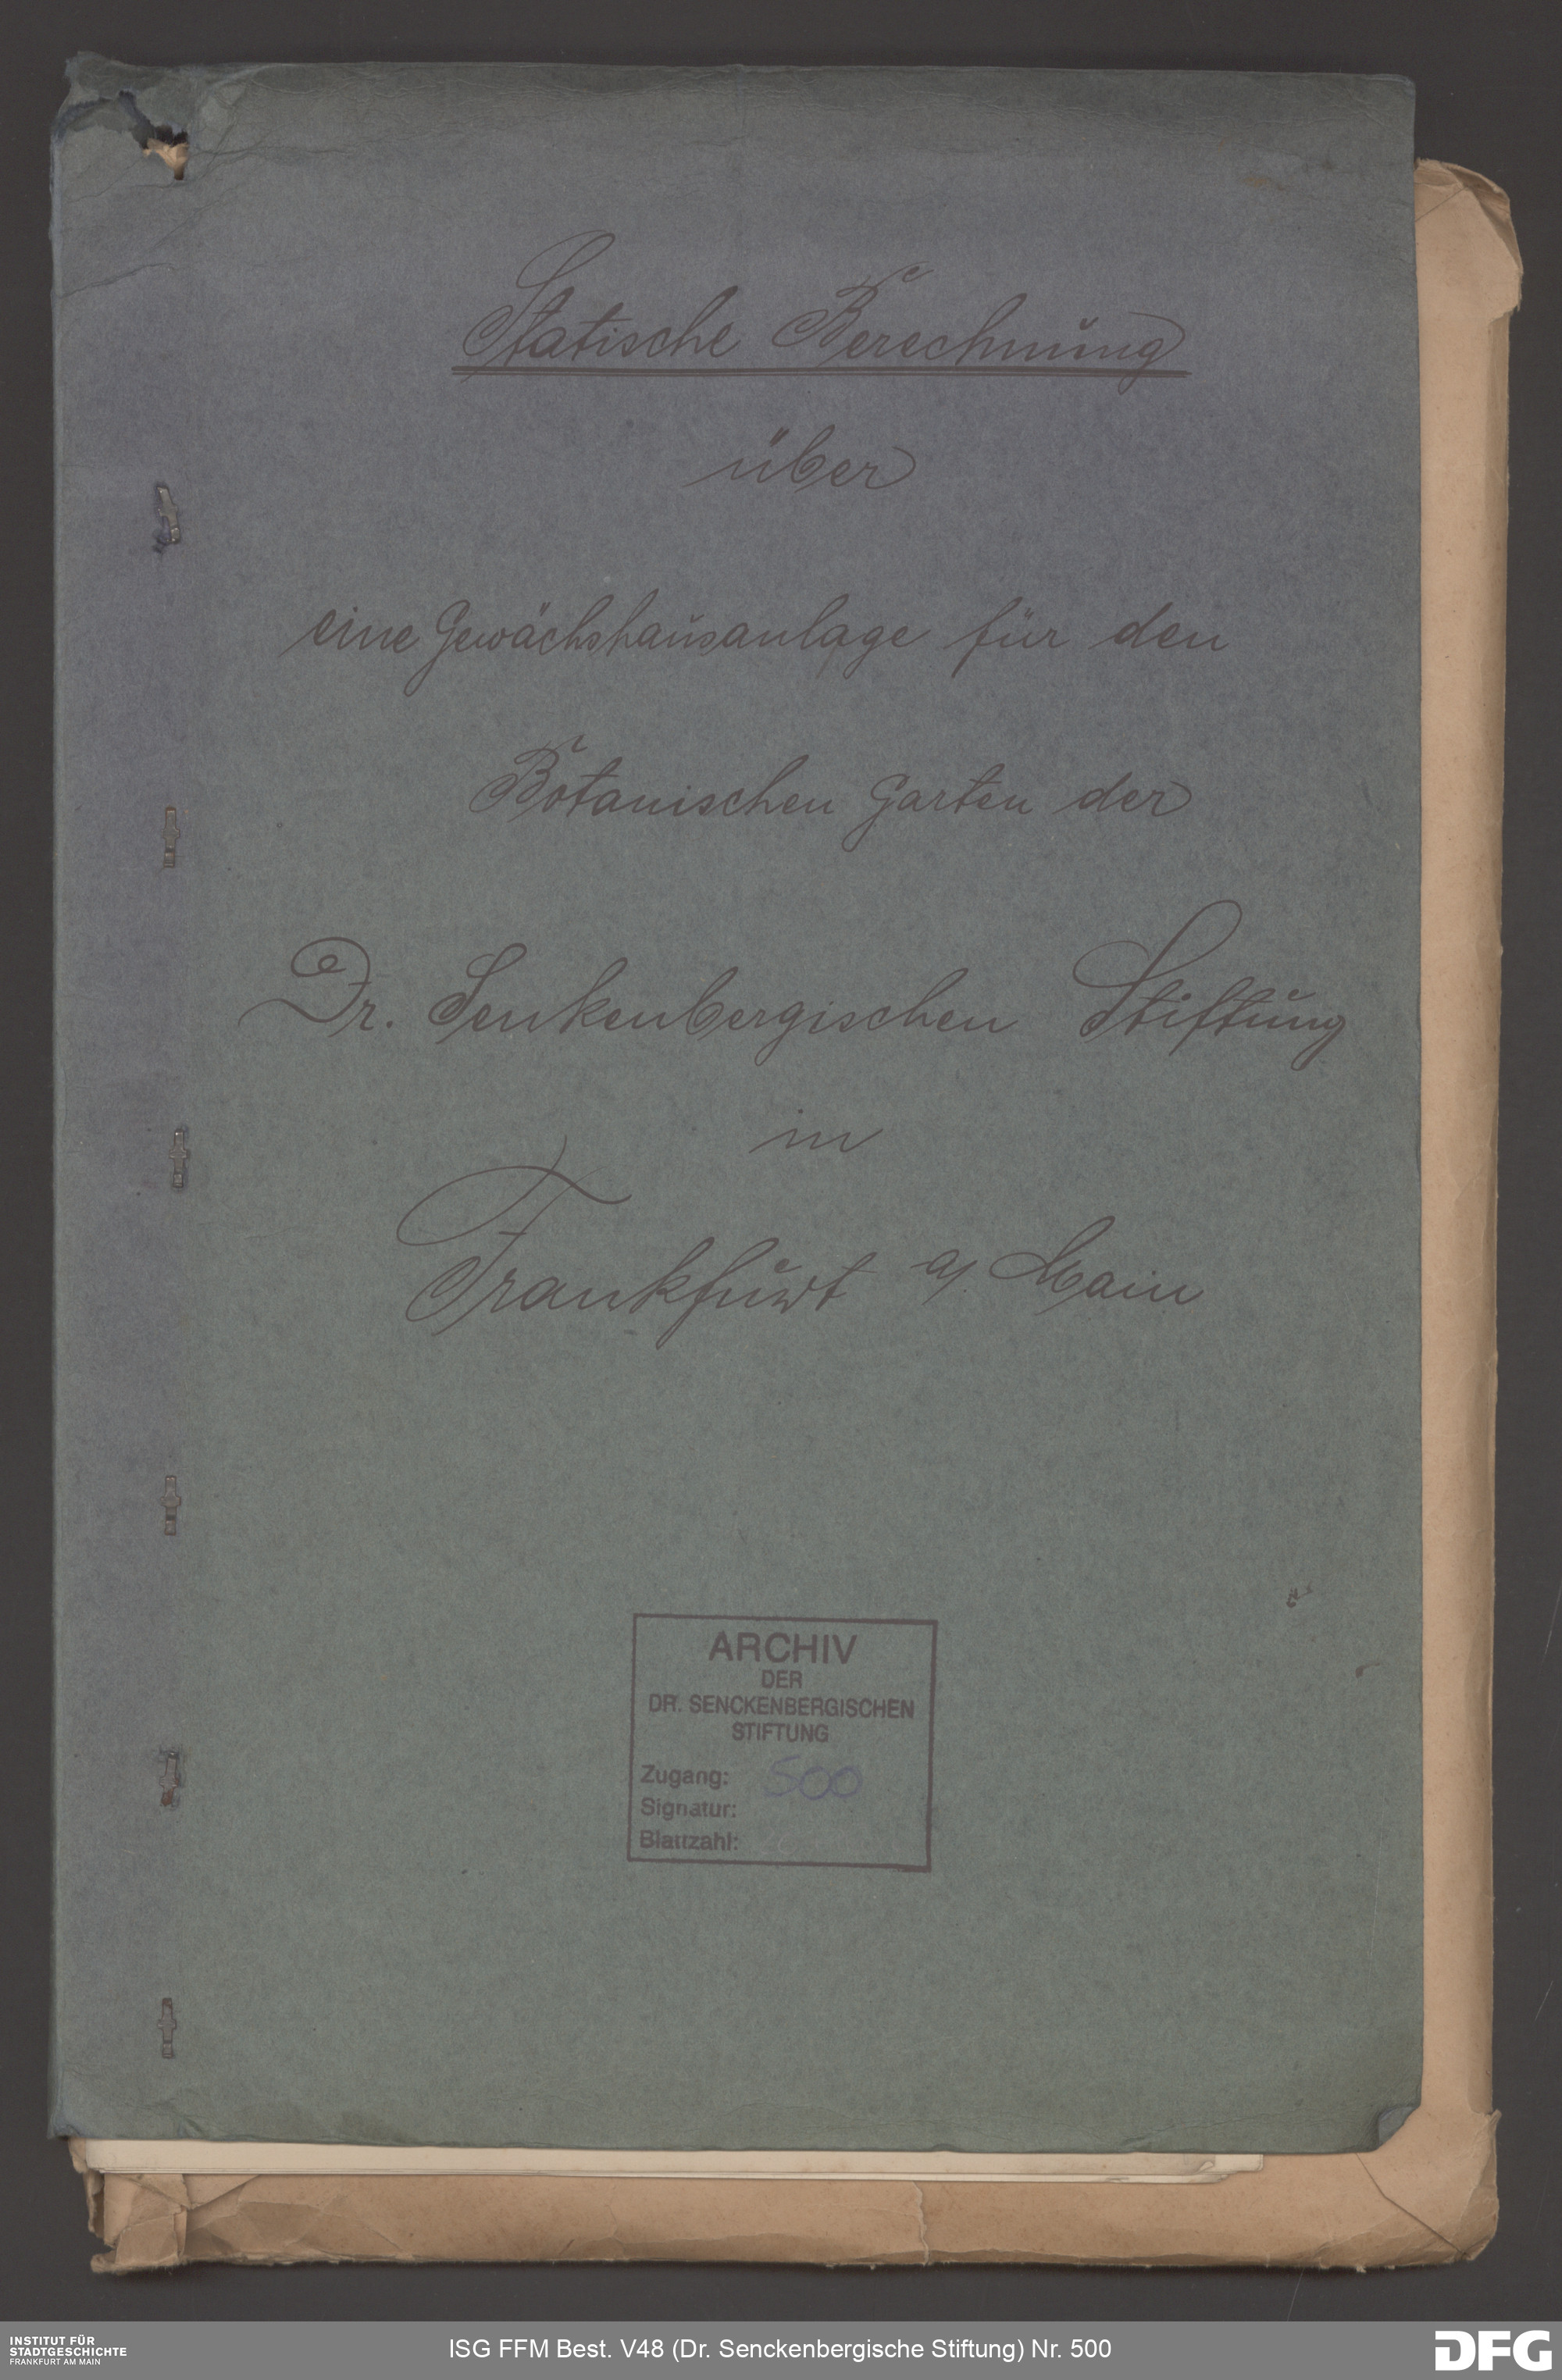 Statische Berechnung
über
eine Gewächshausanlage für den
Botanischen Garten der
Dr. Senkenbergischen Stiftung
in
Frankfurt a/. Main
ARCHIV
DER
DR. SENCKENBERGISCHEN
STIFTUNG
Zugang: 500
Signatur:
Blattzahl:
INSTITUT FÜR
STADTGESCHICHTE
FRANKFURT AM MAIN
ISG FFM Best. V48 (Dr. Senckenbergische Stiftung) Nr. 500
DFG